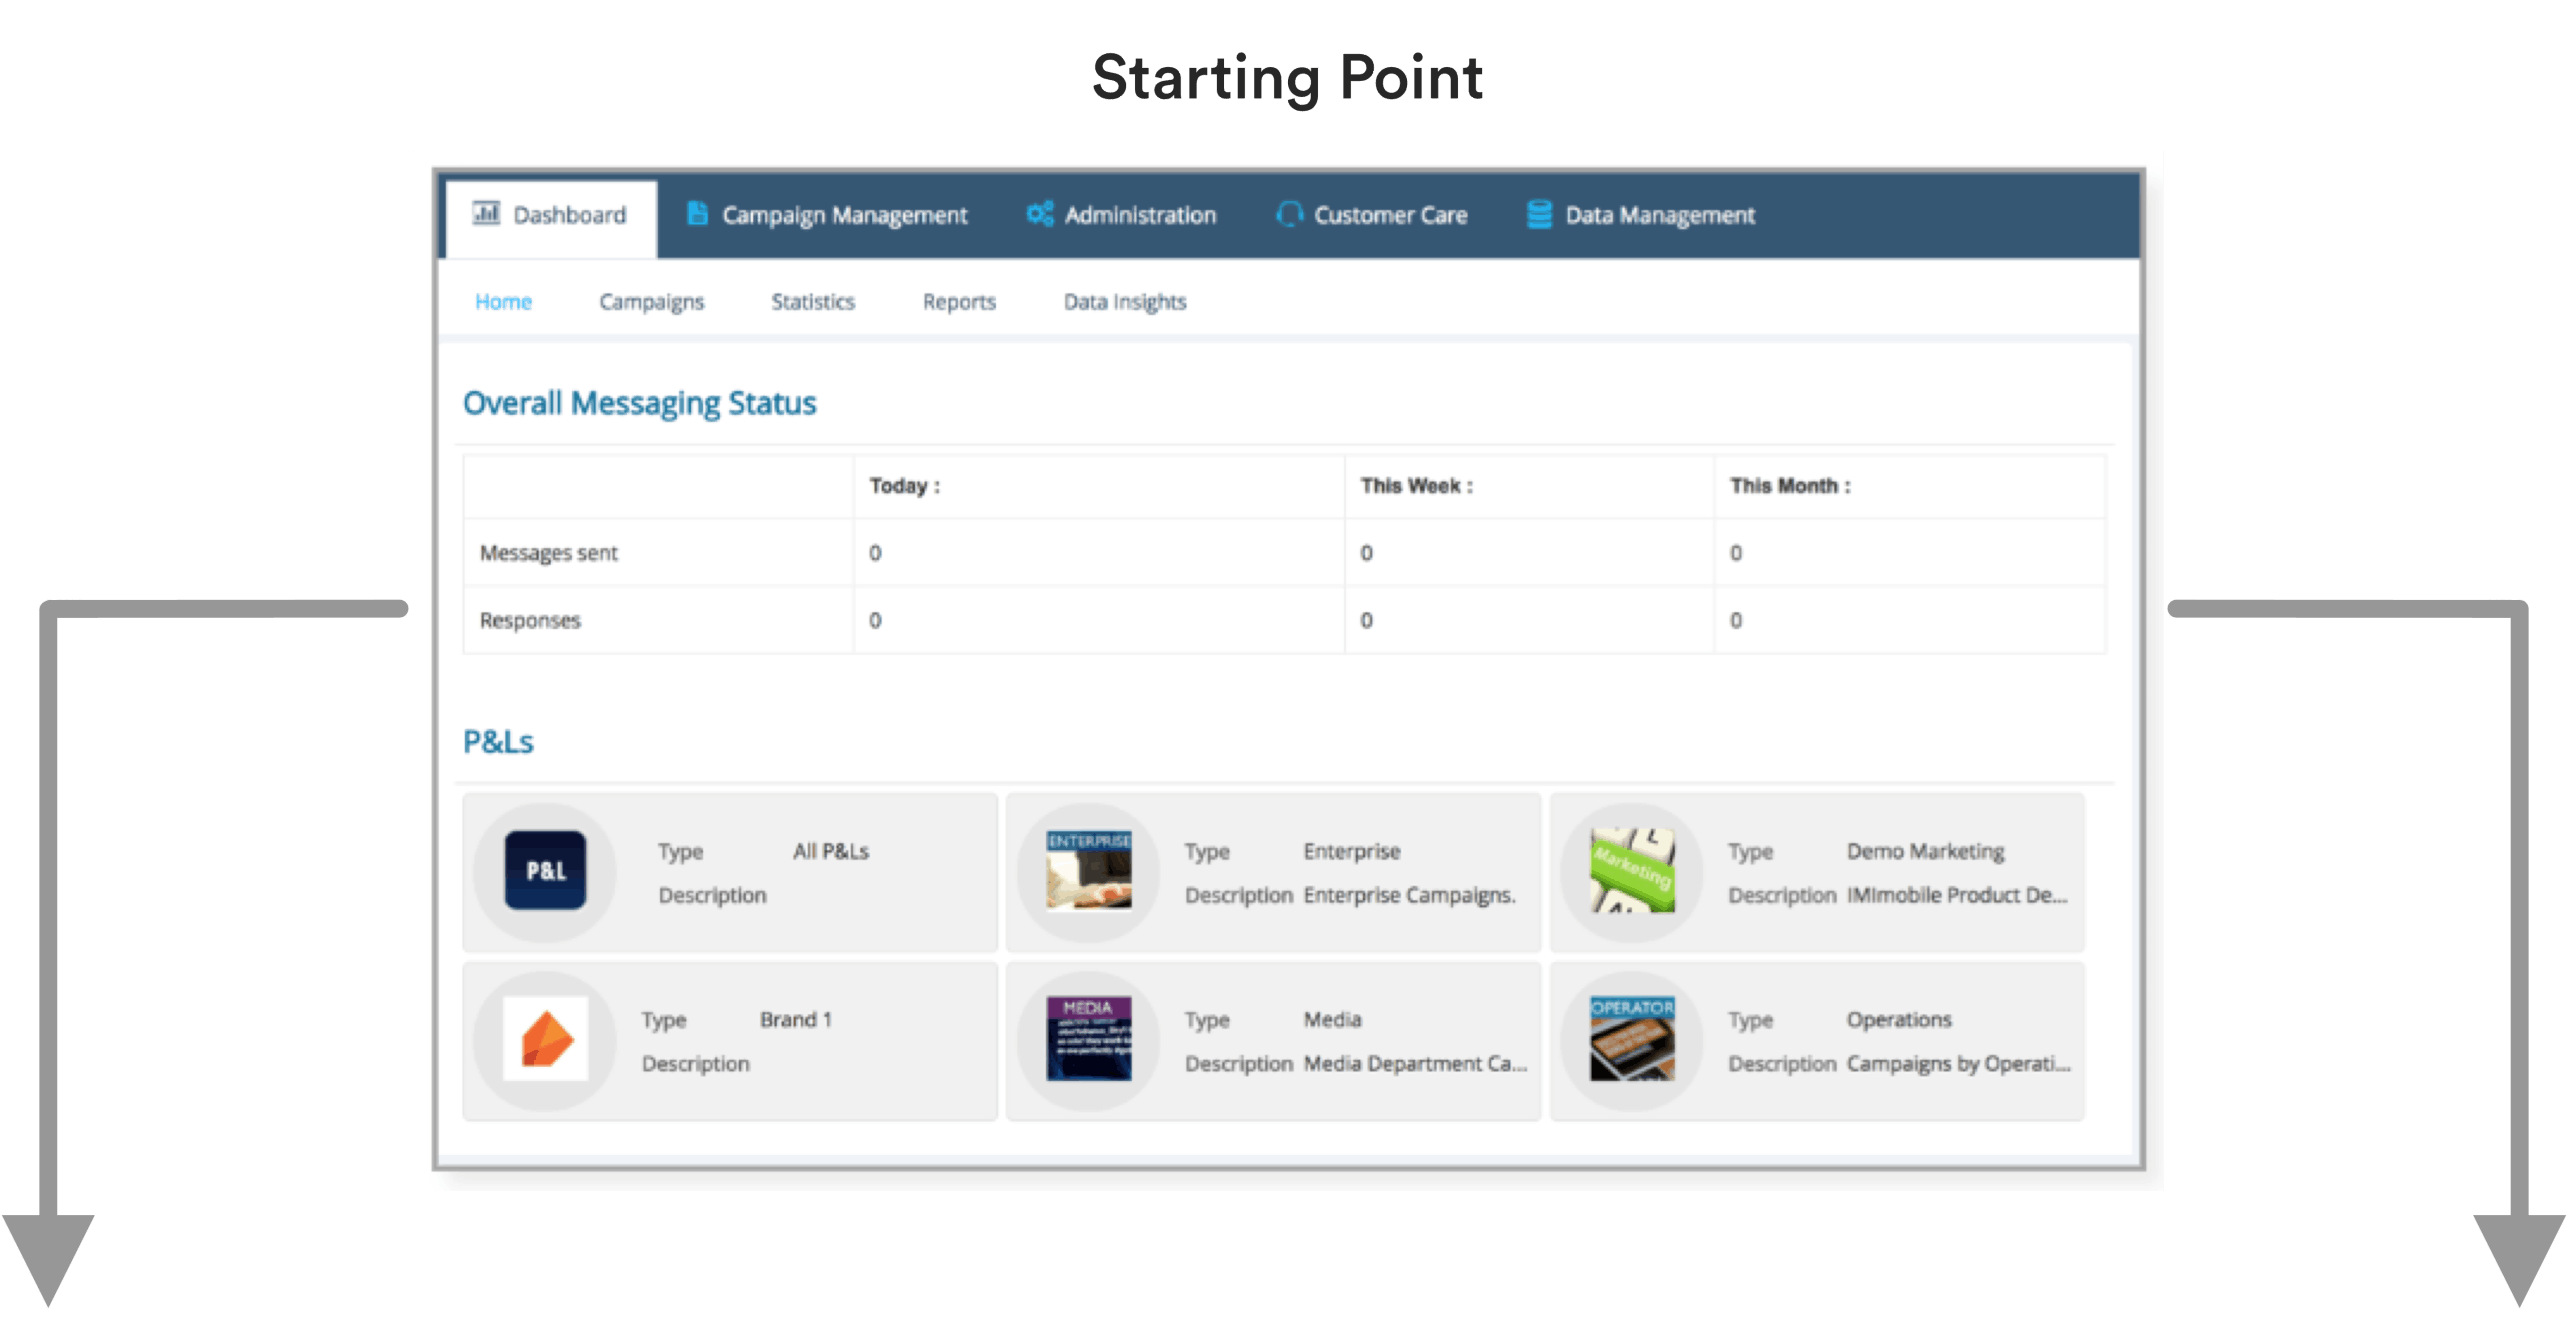 Starting Point
Dashboard Campaign Management Administration Customer Care Data Management
Home Campaigns Statistics Reports Data Insights
Overall Messaging Status
Today : This Week : This Month :
Messages sent 0 0 0
Responses 0 0 0
P&Ls
P&L
Type All P&Ls
Description
ENTERPRISE
Type Enterprise
Description Enterprise Campaigns.
L
Marketing
Type Demo Marketing
Description IMImobile Product De...
Type Brand 1
Description
MEDIA
Type Media
Description Media Department Ca...
OPERATOR
Type Operations
Description Campaigns by Operati...